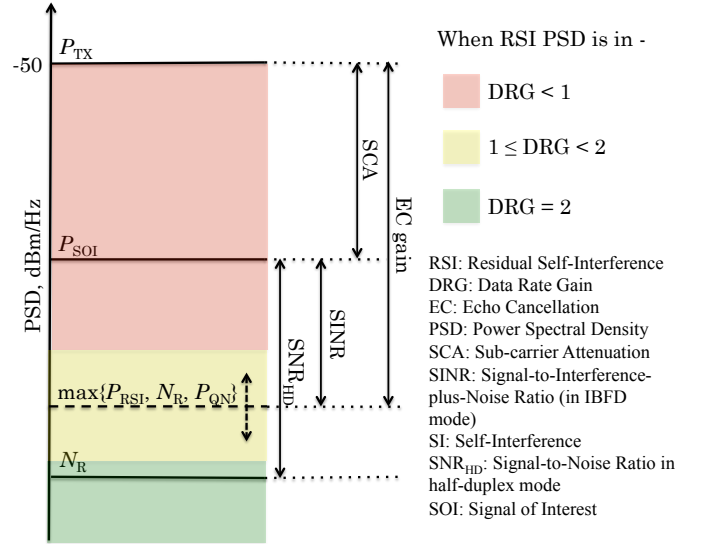 P_TX
-50
PSD, dBm/Hz
P_SOI
max{P_RSI, N_R, P_QN}
N_R
SCA
EC gain
SINR
SNR_HD
When RSI PSD is in -
DRG < 1
1 ≤ DRG < 2
DRG = 2
RSI: Residual Self-Interference
DRG: Data Rate Gain
EC: Echo Cancellation
PSD: Power Spectral Density
SCA: Sub-carrier Attenuation
SINR: Signal-to-Interference-
plus-Noise Ratio (in IBFD
mode)
SI: Self-Interference
SNR_HD: Signal-to-Noise Ratio in
half-duplex mode
SOI: Signal of Interest